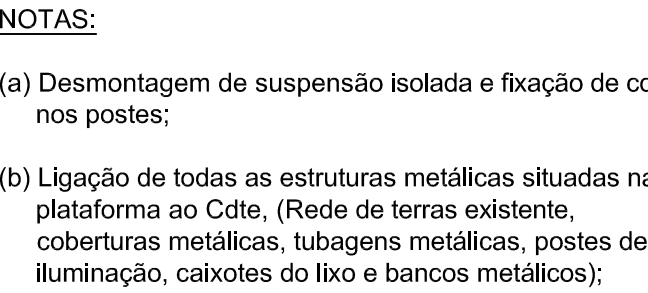 NOTAS:
(a) Desmontagem de suspensão isolada e fixação de
nos postes;
(b) Ligação de todas as estruturas metálicas situadas na
plataforma ao Cdte, (Rede de terras existente,
coberturas metálicas, tubagens metálicas, postes de
iluminação, caixotes do lixo e bancos metálicos);